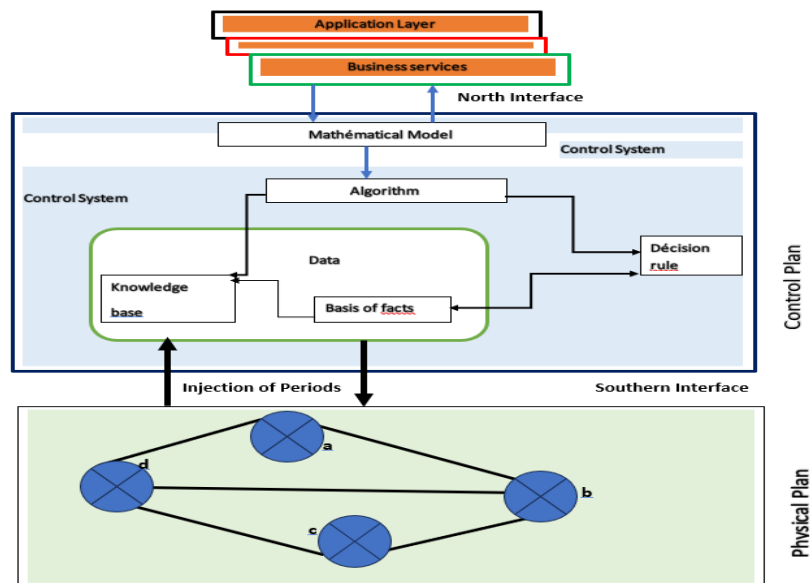 Application Layer
Business services
North Interface
Mathématical Model
Control System
Control System
Algorithm
Data
Décision
rule
Knowledge
base
Basis of facts
Control Plan
Injection of Periods
Southern Interface
a
d
b
c
Physical Plan